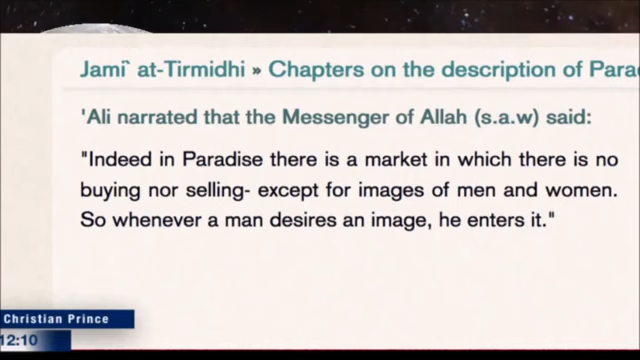 Jami` at-Tirmidhi » Chapters on the description of Para
'Ali narrated that the Messenger of Allah (s.a.w) said:
"Indeed in Paradise there is a market in which there is no
buying nor selling- except for images of men and women.
So whenever a man desires an image, he enters it."
Christian Prince
12:10